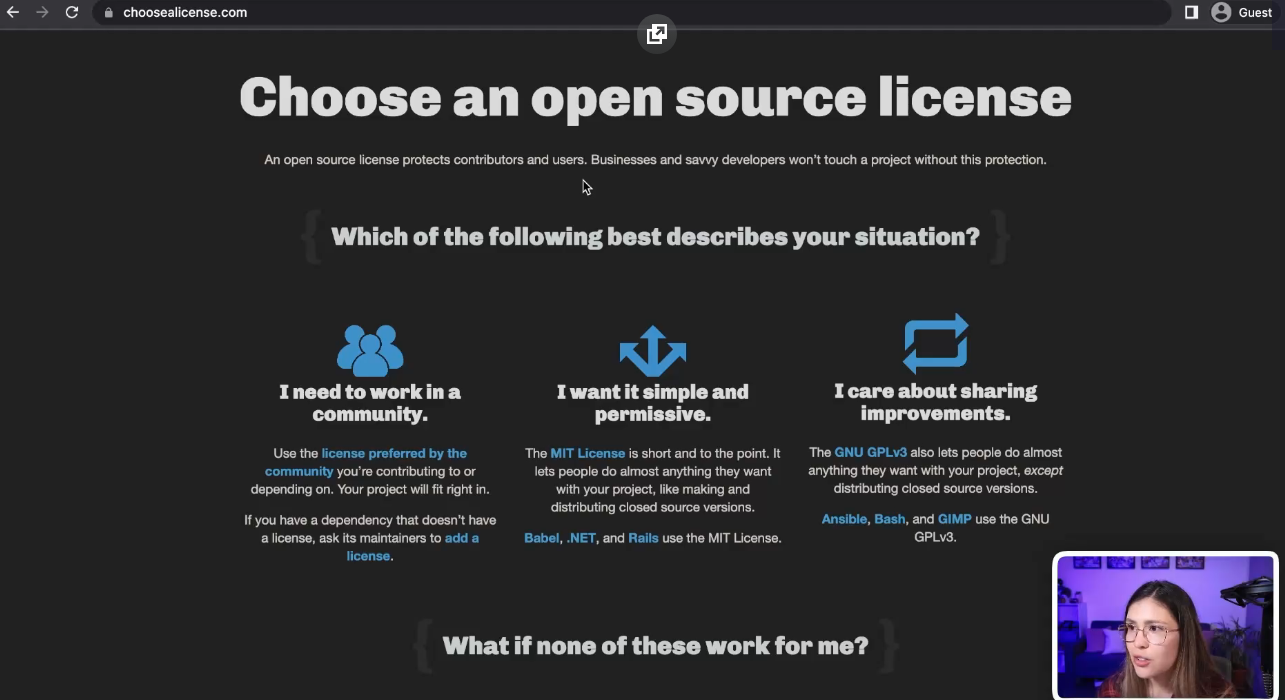 choosealicense.com
Guest
Choose an open source license
An open source license protects contributors and users. Businesses and savvy developers won't touch a project without this protection.
{ Which of the following best describes your situation? }
I need to work in a
community.
Use the license preferred by the
community you're contributing to or
depending on. Your project will fit right in.
If you have a dependency that doesn't have
a license, ask its maintainers to add a
license.
I want it simple and
permissive.
The MIT License is short and to the point. It
lets people do almost anything they want
with your project, like making and
distributing closed source versions.
Babel, .NET, and Rails use the MIT License.
I care about sharing
improvements.
The GNU GPLv3 also lets people do almost
anything they want with your project, except
distributing closed source versions.
Ansible, Bash, and GIMP use the GNU
GPLv3.
{ What if none of these work for me? }